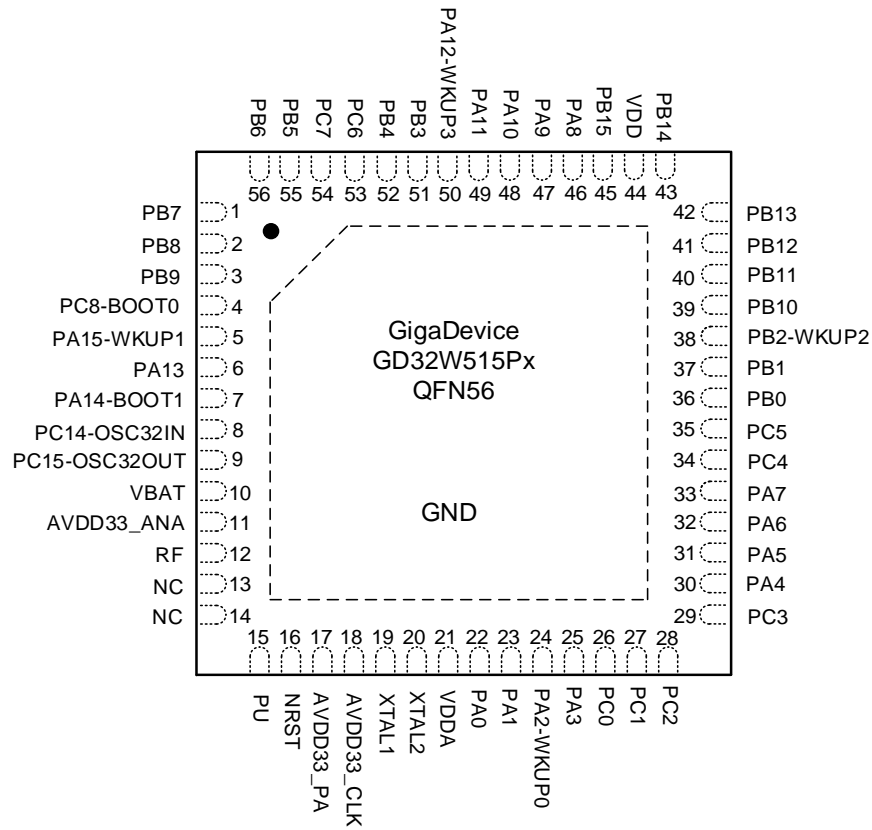 PB6
PB5
PC7
PC6
PB4
PB3
PA12-WKUP3
PA11
PA10
PA9
PA8
PB15
VDD
PB14
56
55
54
53
52
51
50
49
48
47
46
45
44
43
PB7
1
PB8
2
PB9
3
PC8-BOOT0
4
PA15-WKUP1
5
PA13
6
PA14-BOOT1
7
PC14-OSC32IN
8
PC15-OSC32OUT
9
VBAT
10
AVDD33_ANA
11
RF
12
NC
13
NC
14
GigaDevice
GD32W515Px
QFN56
GND
42
PB13
41
PB12
40
PB11
39
PB10
38
PB2-WKUP2
37
PB1
36
PB0
35
PC5
34
PC4
33
PA7
32
PA6
31
PA5
30
PA4
29
PC3
15
16
17
18
19
20
21
22
23
24
25
26
27
28
PU
NRST
AVDD33_PA
AVDD33_CLK
XTAL1
XTAL2
VDDA
PA0
PA1
PA2-WKUP0
PA3
PC0
PC1
PC2